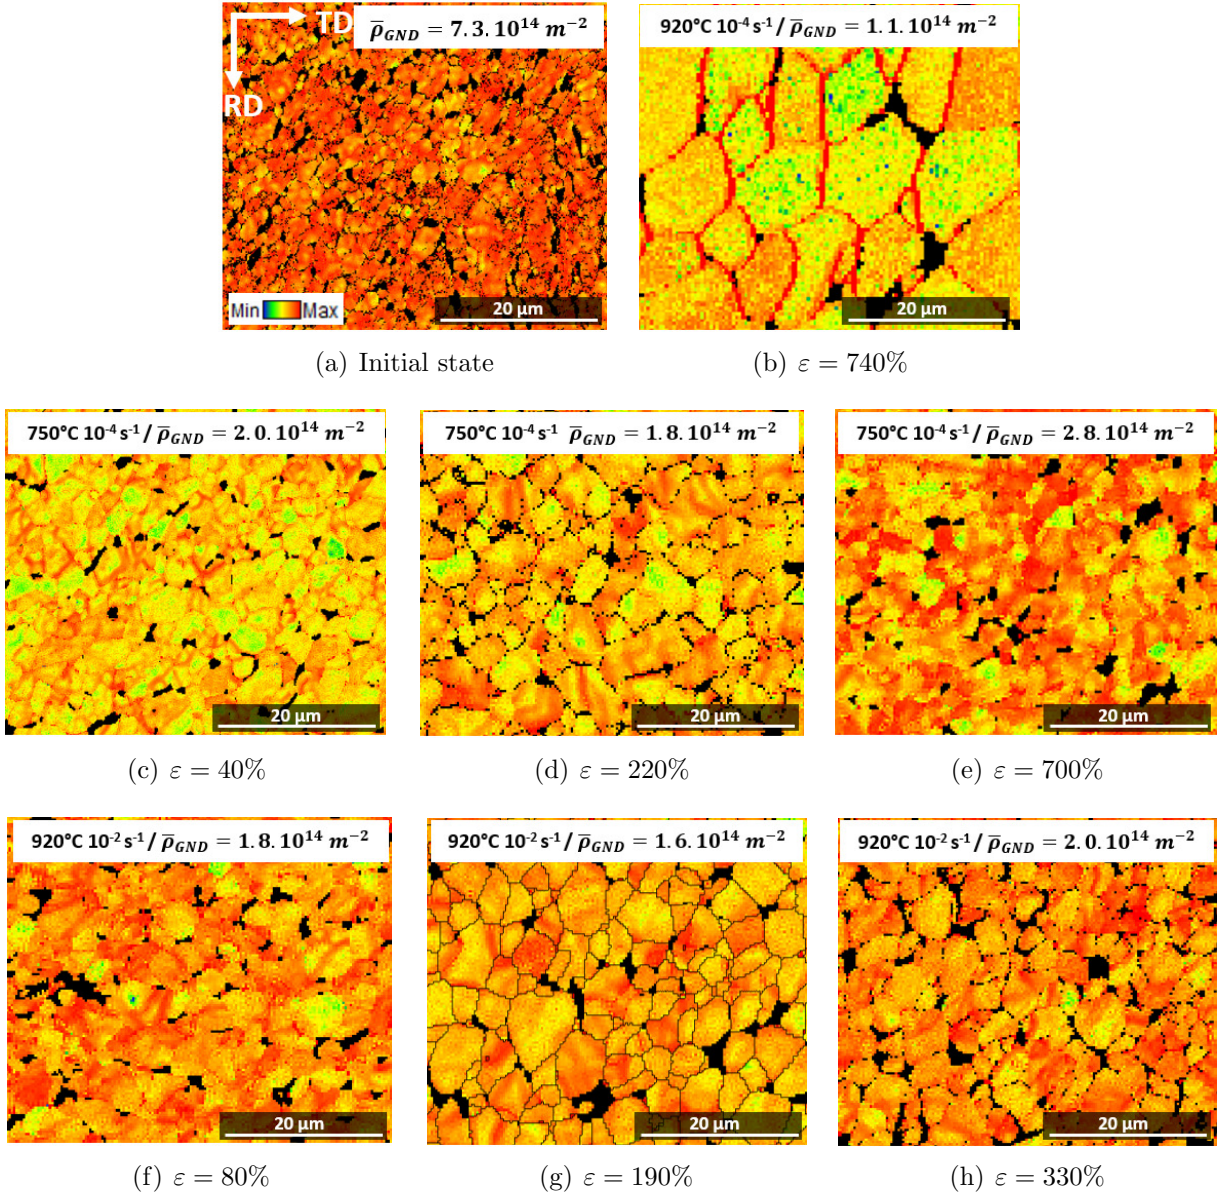 TD
RD
ρ̄GND = 7.3.10¹⁴ m⁻²
Min Max
20 µm
920°C 10⁻⁴ s⁻¹ / ρ̄GND = 1.1.10¹⁴ m⁻²
20 µm
(a) Initial state
(b) ε = 740%
750°C 10⁻⁴ s⁻¹ / ρ̄GND = 2.0.10¹⁴ m⁻²
20 µm
750°C 10⁻⁴ s⁻¹ ρ̄GND = 1.8.10¹⁴ m⁻²
20 µm
750°C 10⁻⁴ s⁻¹ / ρ̄GND = 2.8.10¹⁴ m⁻²
20 µm
(c) ε = 40%
(d) ε = 220%
(e) ε = 700%
920°C 10⁻² s⁻¹ / ρ̄GND = 1.8.10¹⁴ m⁻²
20 µm
920°C 10⁻² s⁻¹ / ρ̄GND = 1.6.10¹⁴ m⁻²
20 µm
920°C 10⁻² s⁻¹ / ρ̄GND = 2.0.10¹⁴ m⁻²
20 µm
(f) ε = 80%
(g) ε = 190%
(h) ε = 330%